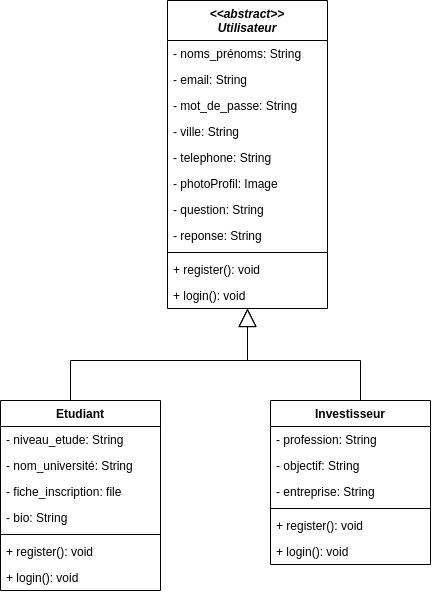 <<abstract>>
Utilisateur
- noms_prénoms: String
- email: String
- mot_de_passe: String
- ville: String
- telephone: String
- photoProfil: Image
- question: String
- reponse: String
+ register(): void
+ login(): void
Etudiant
- niveau_etude: String
- nom_université: String
- fiche_inscription: file
- bio: String
+ register(): void
+ login(): void
Investisseur
- profession: String
- objectif: String
- entreprise: String
+ register(): void
+ login(): void